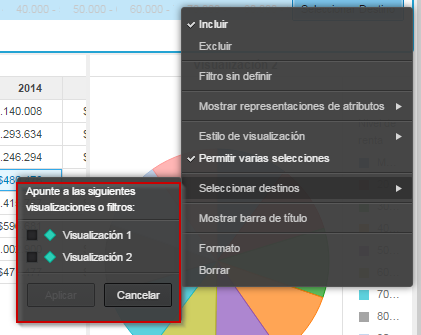 40.000 - 60.000 -
Incluir
Excluir
Filtro sin definir
Mostrar representaciones de atributos
Estilo de visualización
Permitir varias selecciones
Seleccionar destinos
Mostrar barra de título
Formato
Borrar
2014
.140.008 S
.293.634 S
.246.294 S
Apunte a las siguientes
visualizaciones o filtros:
Visualización 1
Visualización 2
Aplicar Cancelar
70...
80...